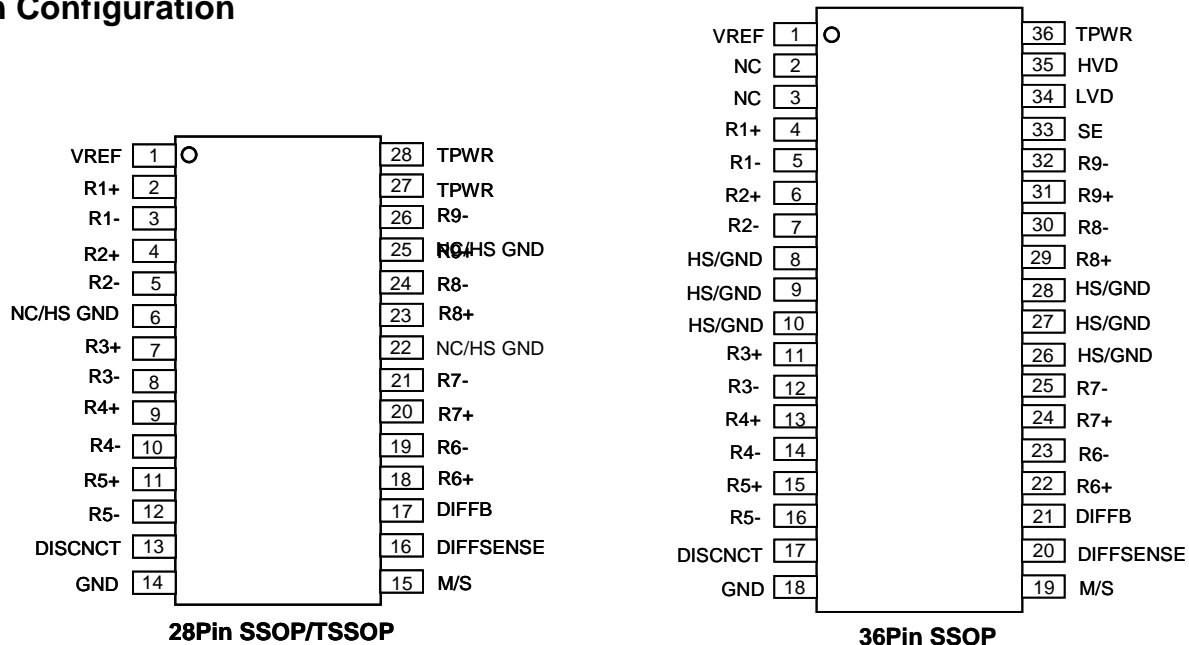 n Configuration
VREF 1 28 TPWR
R1+ 2 27 TPWR
R1- 3 26 R9-
R2+ 4 25 R9+ NC/HS GND
R2- 5 24 R8-
NC/HS GND 6 23 R8+
R3+ 7 22 NC/HS GND
R3- 8 21 R7-
R4+ 9 20 R7+
R4- 10 19 R6-
R5+ 11 18 R6+
R5- 12 17 DIFFB
DISCNCT 13 16 DIFFSENSE
GND 14 15 M/S
28Pin SSOP/TSSOP
VREF 1 36 TPWR
NC 2 35 HVD
NC 3 34 LVD
R1+ 4 33 SE
R1- 5 32 R9-
R2+ 6 31 R9+
R2- 7 30 R8-
HS/GND 8 29 R8+
HS/GND 9 28 HS/GND
HS/GND 10 27 HS/GND
R3+ 11 26 HS/GND
R3- 12 25 R7-
R4+ 13 24 R7+
R4- 14 23 R6-
R5+ 15 22 R6+
R5- 16 21 DIFFB
DISCNCT 17 20 DIFFSENSE
GND 18 19 M/S
36Pin SSOP